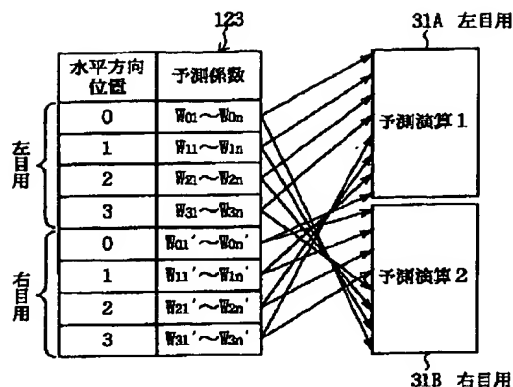 123
31A 左目用
水平方向
位置
予測係数
0 W01～W0n
1 W11～W1n
2 W21～W2n
3 W31～W3n
左目用
0 W01'～W0n'
1 W11'～W1n'
2 W21'～W2n'
3 W31'～W3n'
右目用
予測演算1
予測演算2
31B 右目用